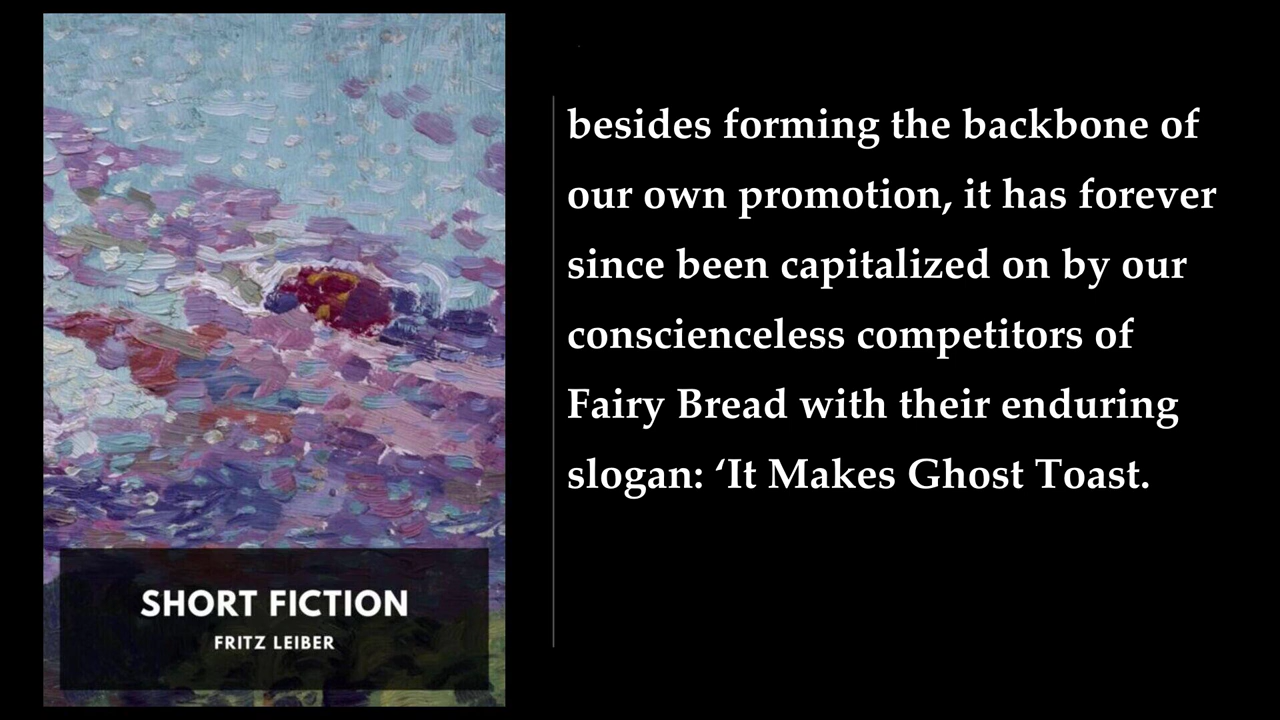 SHORT FICTION
FRITZ LEIBER
besides forming the backbone of
our own promotion, it has forever
since been capitalized on by our
conscienceless competitors of
Fairy Bread with their enduring
slogan: ‘It Makes Ghost Toast.